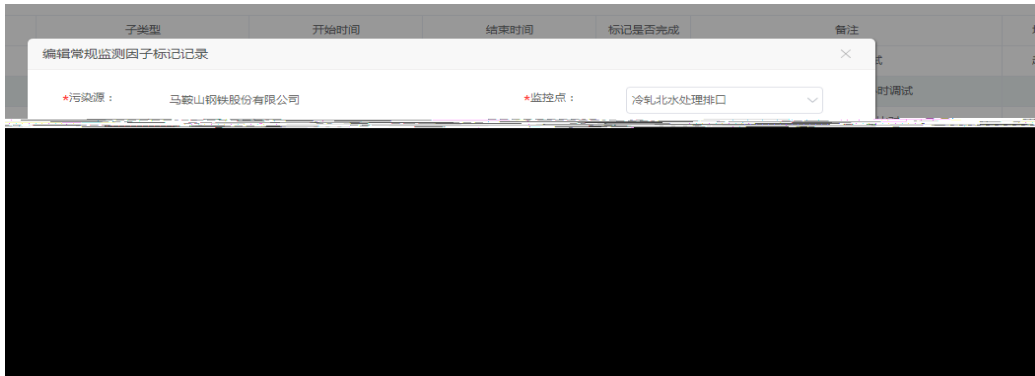 子类型 开始时间 结束时间 标记是否完成 备注
编辑常规监测因子标记记录
*污染源： 马鞍山钢铁股份有限公司 *监控点： 冷轧北水处理排口
时调试